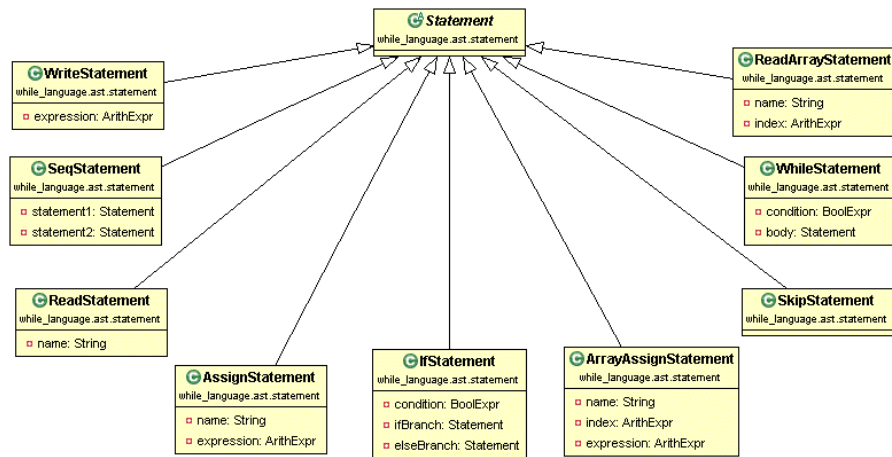 Statement
while_language.ast.statement
WriteStatement
while_language.ast.statement
expression: ArithExpr
ReadArrayStatement
while_language.ast.statement
name: String
index: ArithExpr
SeqStatement
while_language.ast.statement
statement1: Statement
statement2: Statement
WhileStatement
while_language.ast.statement
condition: BoolExpr
body: Statement
ReadStatement
while_language.ast.statement
name: String
SkipStatement
while_language.ast.statement
AssignStatement
while_language.ast.statement
name: String
expression: ArithExpr
IfStatement
while_language.ast.statement
condition: BoolExpr
ifBranch: Statement
elseBranch: Statement
ArrayAssignStatement
while_language.ast.statement
name: String
index: ArithExpr
expression: ArithExpr